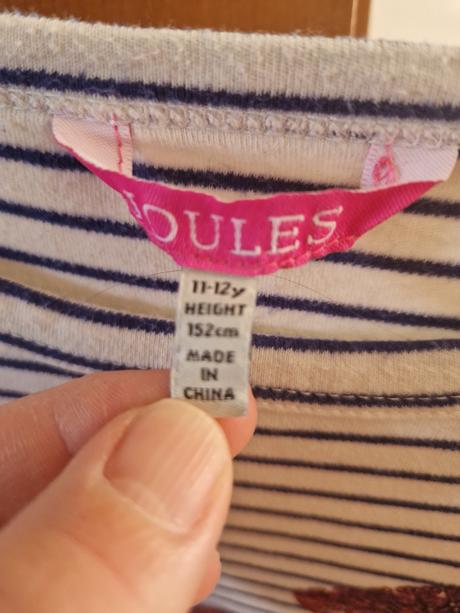 JOULES
11-12y
HEIGHT
152cm
MADE
IN
CHINA